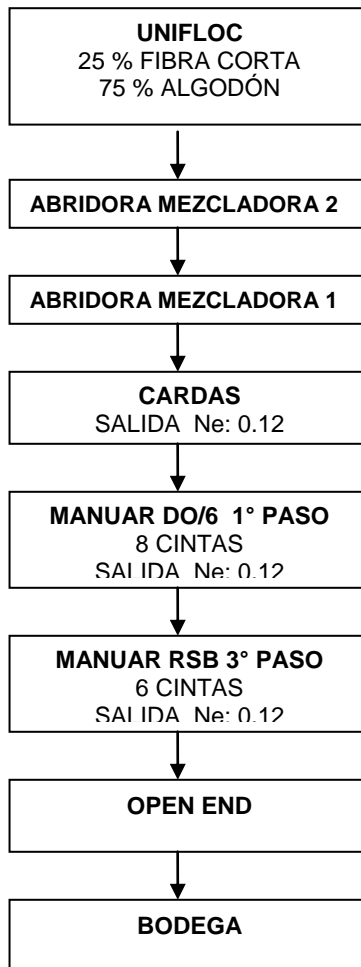 UNIFLOC
25 % FIBRA CORTA
75 % ALGODÓN
ABRIDORA MEZCLADORA 2
ABRIDORA MEZCLADORA 1
CARDAS
SALIDA Ne: 0.12
MANUAR DO/6 1° PASO
8 CINTAS
SALIDA Ne: 0.12
MANUAR RSB 3° PASO
6 CINTAS
SALIDA Ne: 0.12
OPEN END
BODEGA